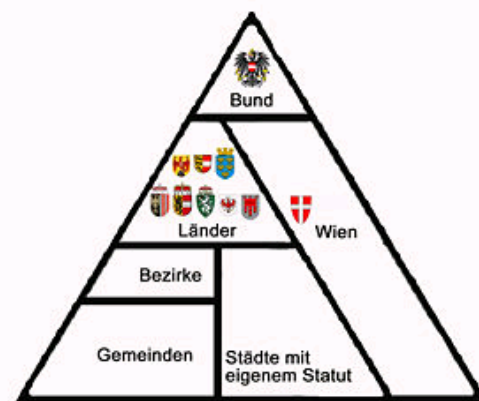 Bund
Länder
Wien
Bezirke
Gemeinden
Städte mit
eigenem Statut